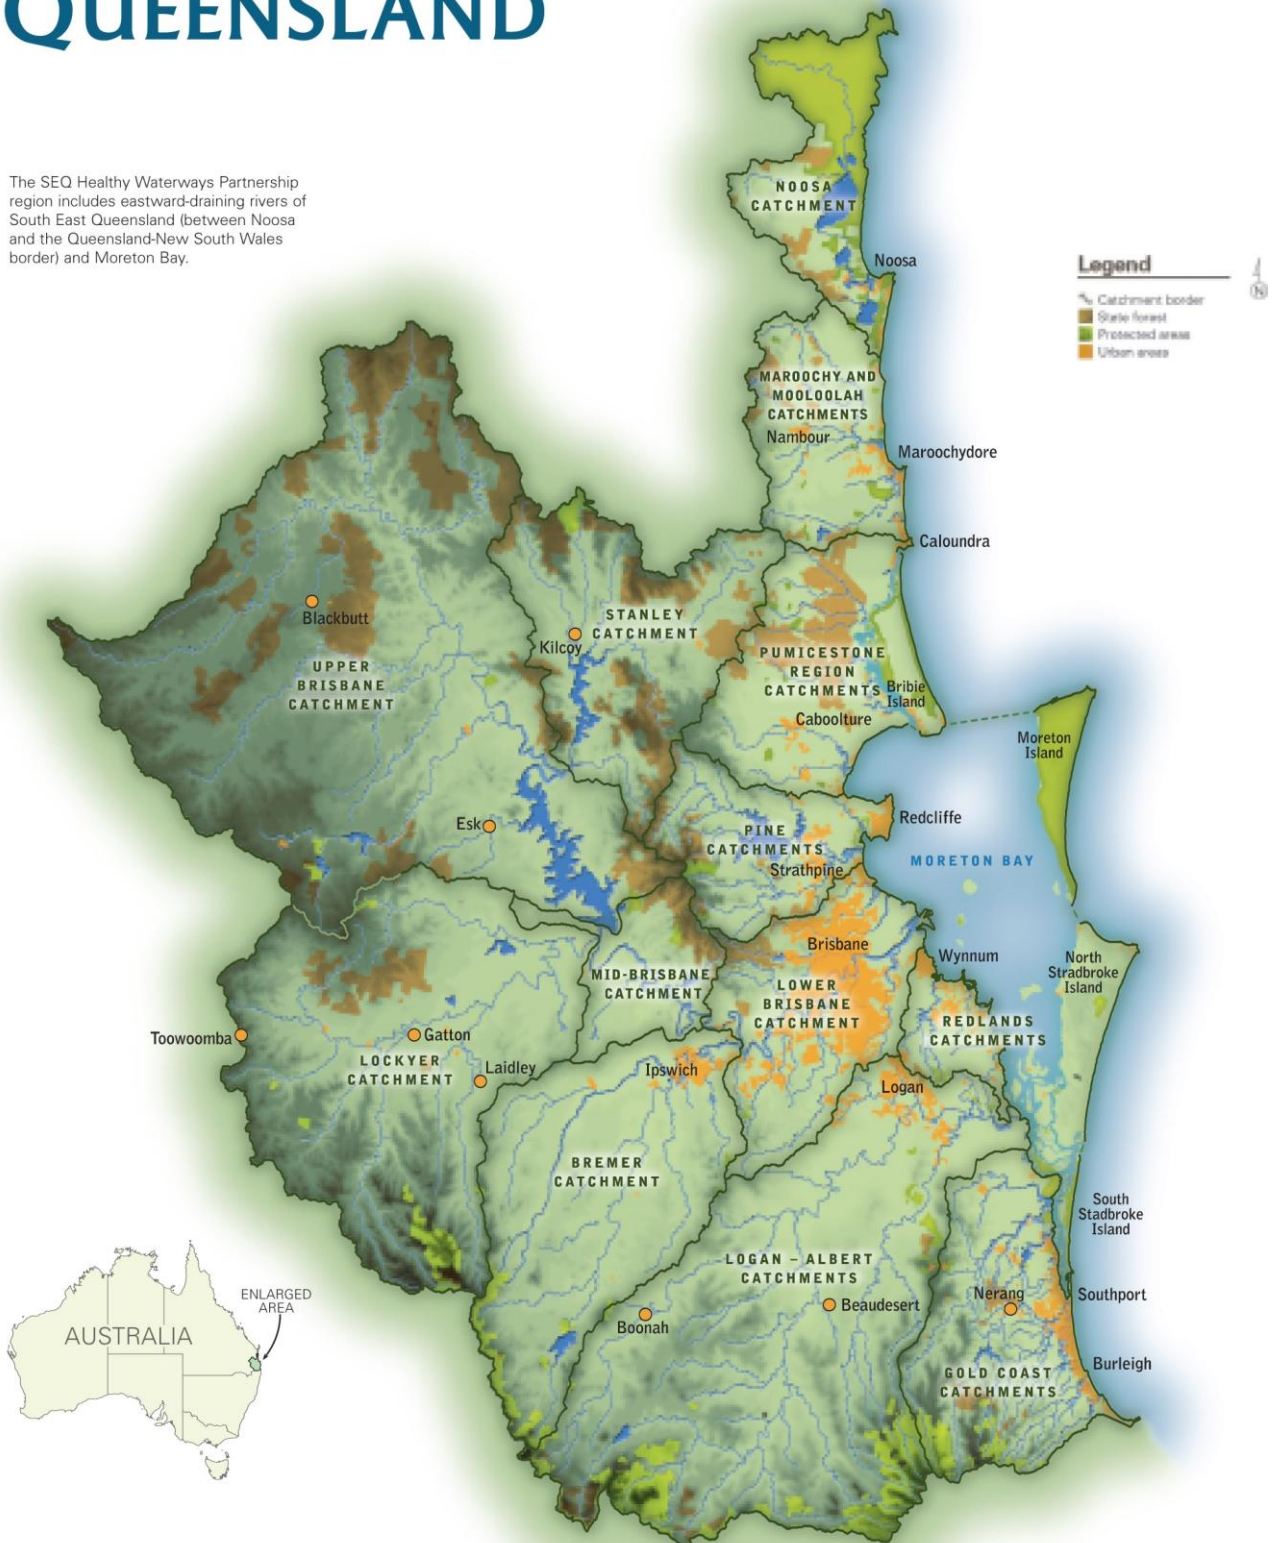 QUEENSLAND
The SEQ Healthy Waterways Partnership
region includes eastward-draining rivers of
South East Queensland (between Noosa
and the Queensland-New South Wales
border) and Moreton Bay.
NOOSA
CATCHMENT
Noosa
Legend
Catchment border
State forest
Protected areas
Urban areas
N
MAROOCHY AND
MOOLOOLAH
CATCHMENTS
Nambour
Maroochydore
Caloundra
Blackbutt
STANLEY
CATCHMENT
Kilcoy
UPPER
BRISBANE
CATCHMENT
PUMICESTONE
REGION
CATCHMENTS
Bribie
Island
Caboolture
Moreton
Island
Esk
Redcliffe
PINE
CATCHMENTS
Strathpine
MORETON BAY
Brisbane
Wynnum
North
Stradbroke
Island
MID-BRISBANE
CATCHMENT
LOWER
BRISBANE
CATCHMENT
REDLANDS
CATCHMENTS
Toowoomba
Gatton
LOCKYER
CATCHMENT
Laidley
Ipswich
Logan
BREMER
CATCHMENT
South
Stadbroke
Island
LOGAN – ALBERT
CATCHMENTS
Nerang
Southport
Beaudesert
Boonah
Burleigh
GOLD COAST
CATCHMENTS
ENLARGED
AREA
AUSTRALIA